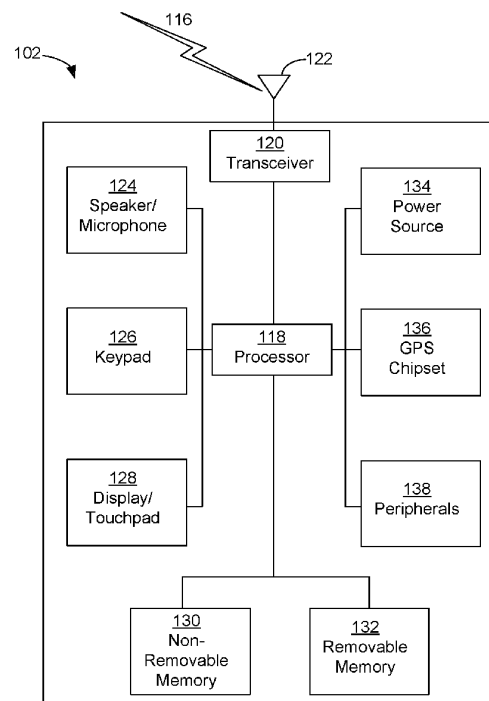 116
102
122
120
Transceiver
124
Speaker/
Microphone
134
Power
Source
126
Keypad
118
Processor
136
GPS
Chipset
128
Display/
Touchpad
138
Peripherals
130
Non-
Removable
Memory
132
Removable
Memory